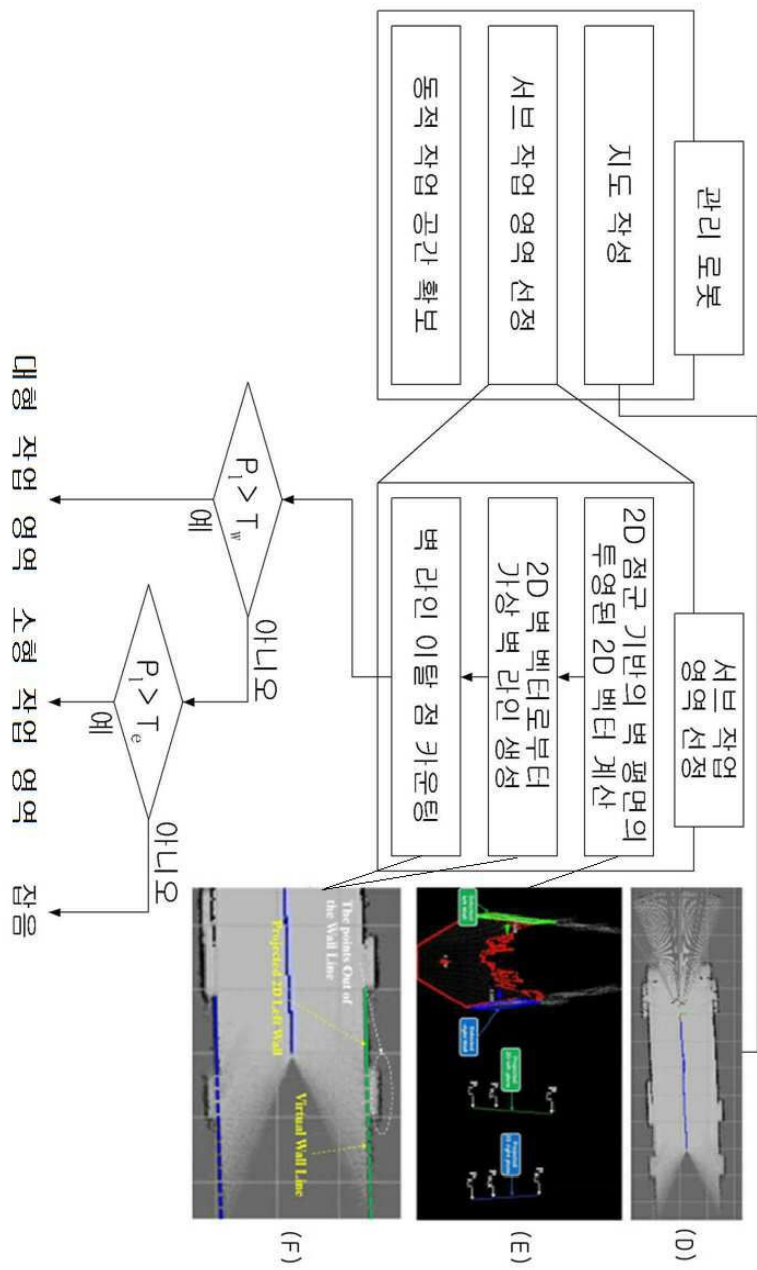 관리 로봇
지도 작성
서브 작업 영역 선정
동적 작업 공간 확보
서브 작업
영역 선정
2D 점군 기반의 벽 평면의
투영된 2D 벡터 계산
2D 벽 벡터로부터
가상 벽 라인 생성
벽 라인 이탈 점 카운팅
P_l > T_w
예
아니오
P_l > T_e
예
아니오
대형 작업 영역
소형 작업 영역
잡음
(D)
(E)
(F)
The points Out of
the Wall Line
Projected 2D Left Wall
Virtual Wall Line